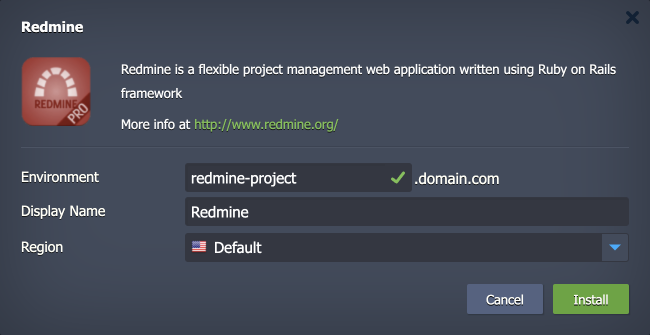 Redmine
REDMINE
PRO
Redmine is a flexible project management web application written using Ruby on Rails
framework
More info at http://www.redmine.org/
Environment redmine-project .domain.com
Display Name Redmine
Region Default
Cancel Install